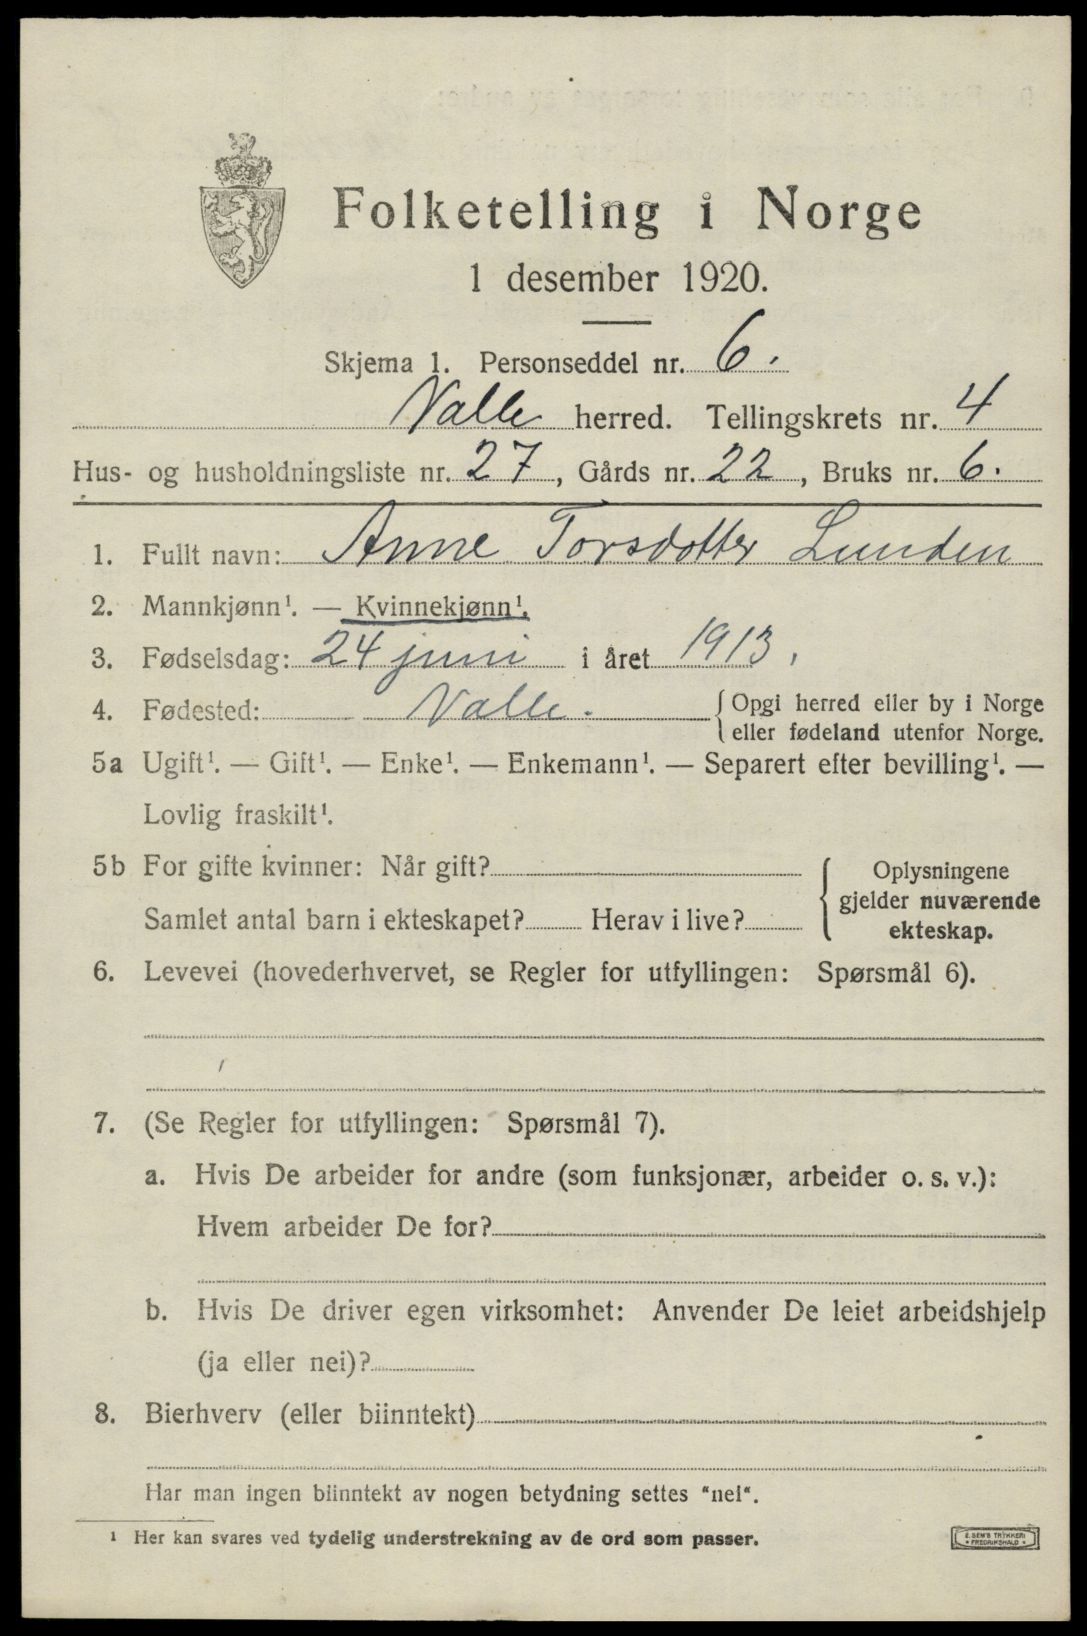 Folketelling i Norge
1 desember 1920.
Skjema 1. Personseddel nr. 6.
Valle herred. Tellingskrets nr. 4
Hus- og husholdningsliste nr. 27, Gårds nr. 22, Bruks nr. 6.
1. Fullt navn: Anne Torsdotter Lunden
2. Mannkjønn¹. — Kvinnekjønn¹.
3. Fødselsdag: 24 juni i året 1913.
4. Fødested: Valle. { Opgi herred eller by i Norge
eller fødeland utenfor Norge.
5a Ugift¹. — Gift¹. — Enke¹. — Enkemann¹. — Separert efter bevilling¹. —
Lovlig fraskilt¹.
5b For gifte kvinner: Når gift?
Samlet antal barn i ekteskapet? Herav i live?
{ Oplysningene
gjelder nuværende
ekteskap.
6. Levevei (hovederhvervet, se Regler for utfyllingen: Spørsmål 6).
7. (Se Regler for utfyllingen: Spørsmål 7).
a. Hvis De arbeider for andre (som funksjonær, arbeider o. s. v.):
Hvem arbeider De for?
b. Hvis De driver egen virksomhet: Anvender De leiet arbeidshjelp
(ja eller nei)?
8. Bierhverv (eller biinntekt)
Har man ingen biinntekt av nogen betydning settes "nei".
¹ Her kan svares ved tydelig understrekning av de ord som passer.
E. SEM'S TRYKKERI
• FREDRIKSHALD •